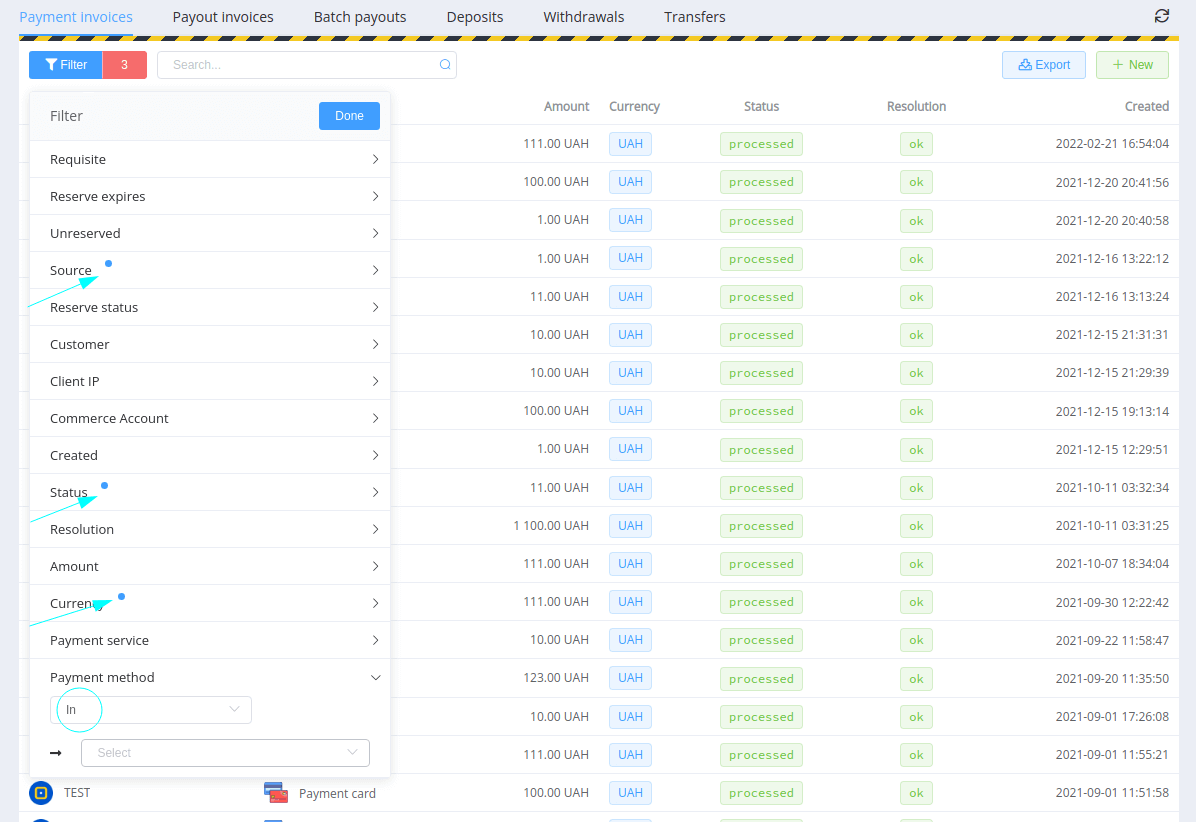 Payment invoices Payout invoices Batch payouts Deposits Withdrawals Transfers
Filter 3 Search... Export + New
Filter Done Amount Currency Status Resolution Created
Requisite 111.00 UAH UAH processed ok 2022-02-21 16:54:04
Reserve expires 100.00 UAH UAH processed ok 2021-12-20 20:41:56
Unreserved 1.00 UAH UAH processed ok 2021-12-20 20:40:58
Source 1.00 UAH UAH processed ok 2021-12-16 13:22:12
Reserve status 11.00 UAH UAH processed ok 2021-12-16 13:13:24
Customer 10.00 UAH UAH processed ok 2021-12-15 21:31:31
Client IP 10.00 UAH UAH processed ok 2021-12-15 21:29:39
Commerce Account 100.00 UAH UAH processed ok 2021-12-15 19:13:14
Created 1.00 UAH UAH processed ok 2021-12-15 12:29:51
Status 11.00 UAH UAH processed ok 2021-10-11 03:32:34
Resolution 1 100.00 UAH UAH processed ok 2021-10-11 03:31:25
Amount 111.00 UAH UAH processed ok 2021-10-07 18:34:04
Currency 111.00 UAH UAH processed ok 2021-09-30 12:22:42
Payment service 10.00 UAH UAH processed ok 2021-09-22 11:58:47
Payment method 123.00 UAH UAH processed ok 2021-09-20 11:35:50
In 10.00 UAH UAH processed ok 2021-09-01 17:26:08
Select 111.00 UAH UAH processed ok 2021-09-01 11:55:21
TEST Payment card 100.00 UAH UAH processed ok 2021-09-01 11:51:58